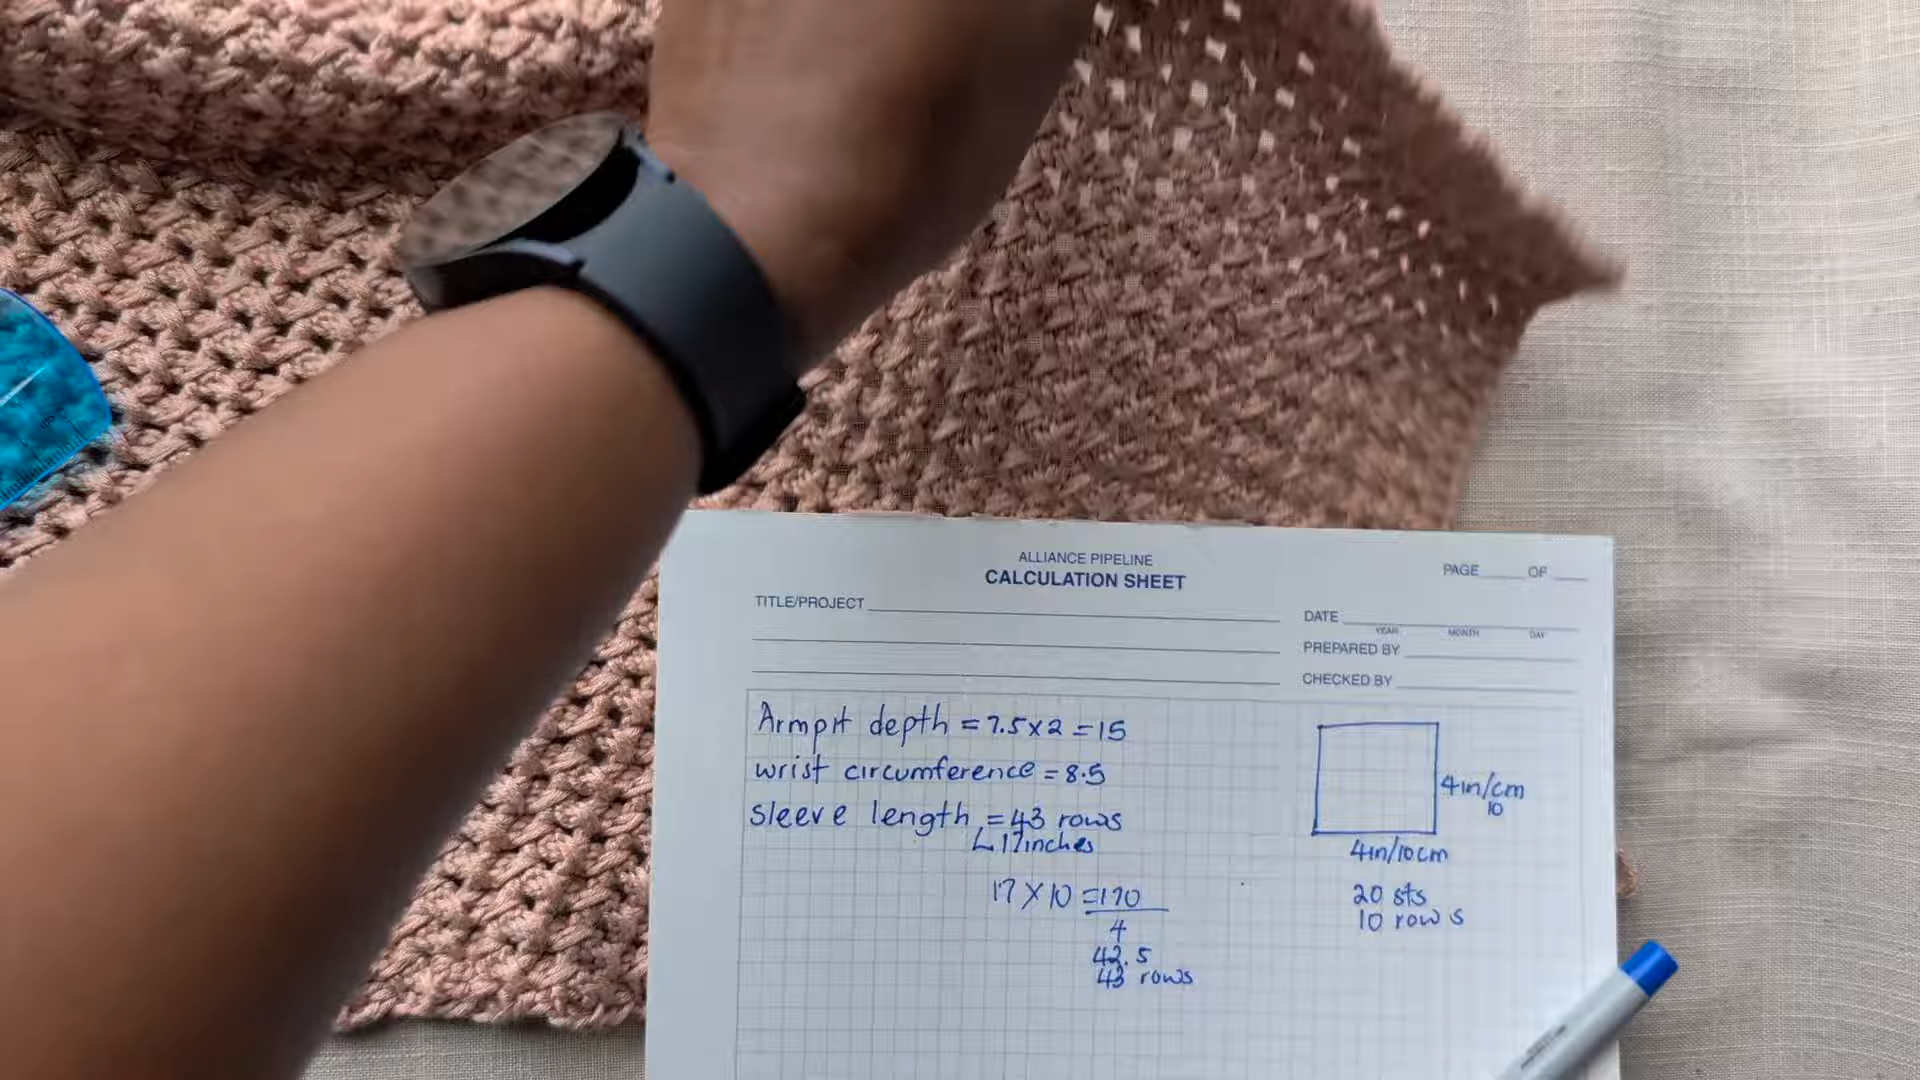 ALLIANCE PIPELINE
CALCULATION SHEET
PAGE OF
TITLE/PROJECT
DATE
YEAR MONTH DAY
PREPARED BY
CHECKED BY
Armpit depth = 7.5x2 = 15
wrist circumference = 8.5
Sleeve length = 43 rows
17 inches
17 x 10 = 170
4
42.5
43 rows
4in/cm
10
4in/10cm
20 sts
10 rows